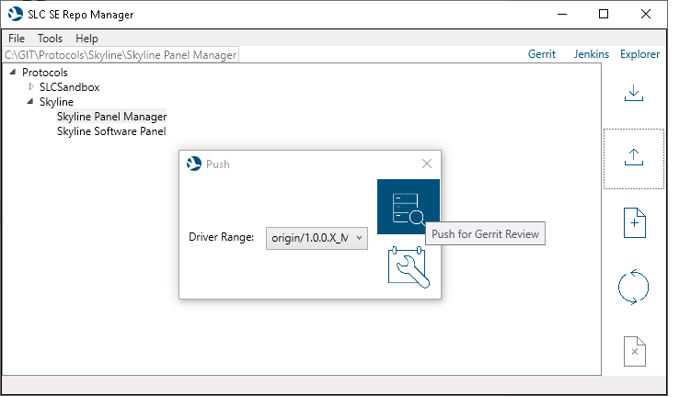 SLC SE Repo Manager
File Tools Help
C:\GIT\Protocols\Skyline\Skyline Panel Manager
Gerrit Jenkins Explorer
Protocols
SLCSandbox
Skyline
Skyline Panel Manager
Skyline Software Panel
Push
Driver Range: origin/1.0.0.X_M
Push for Gerrit Review